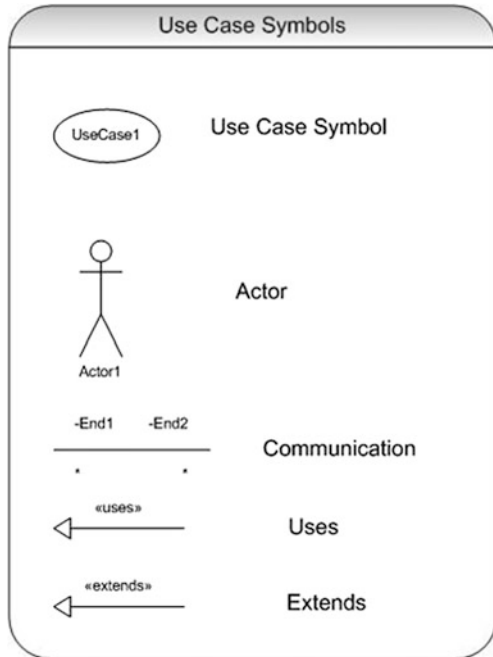 Use Case Symbols
UseCase1
Use Case Symbol
Actor
Actor1
-End1 -End2
Communication
* *
«uses»
Uses
«extends»
Extends